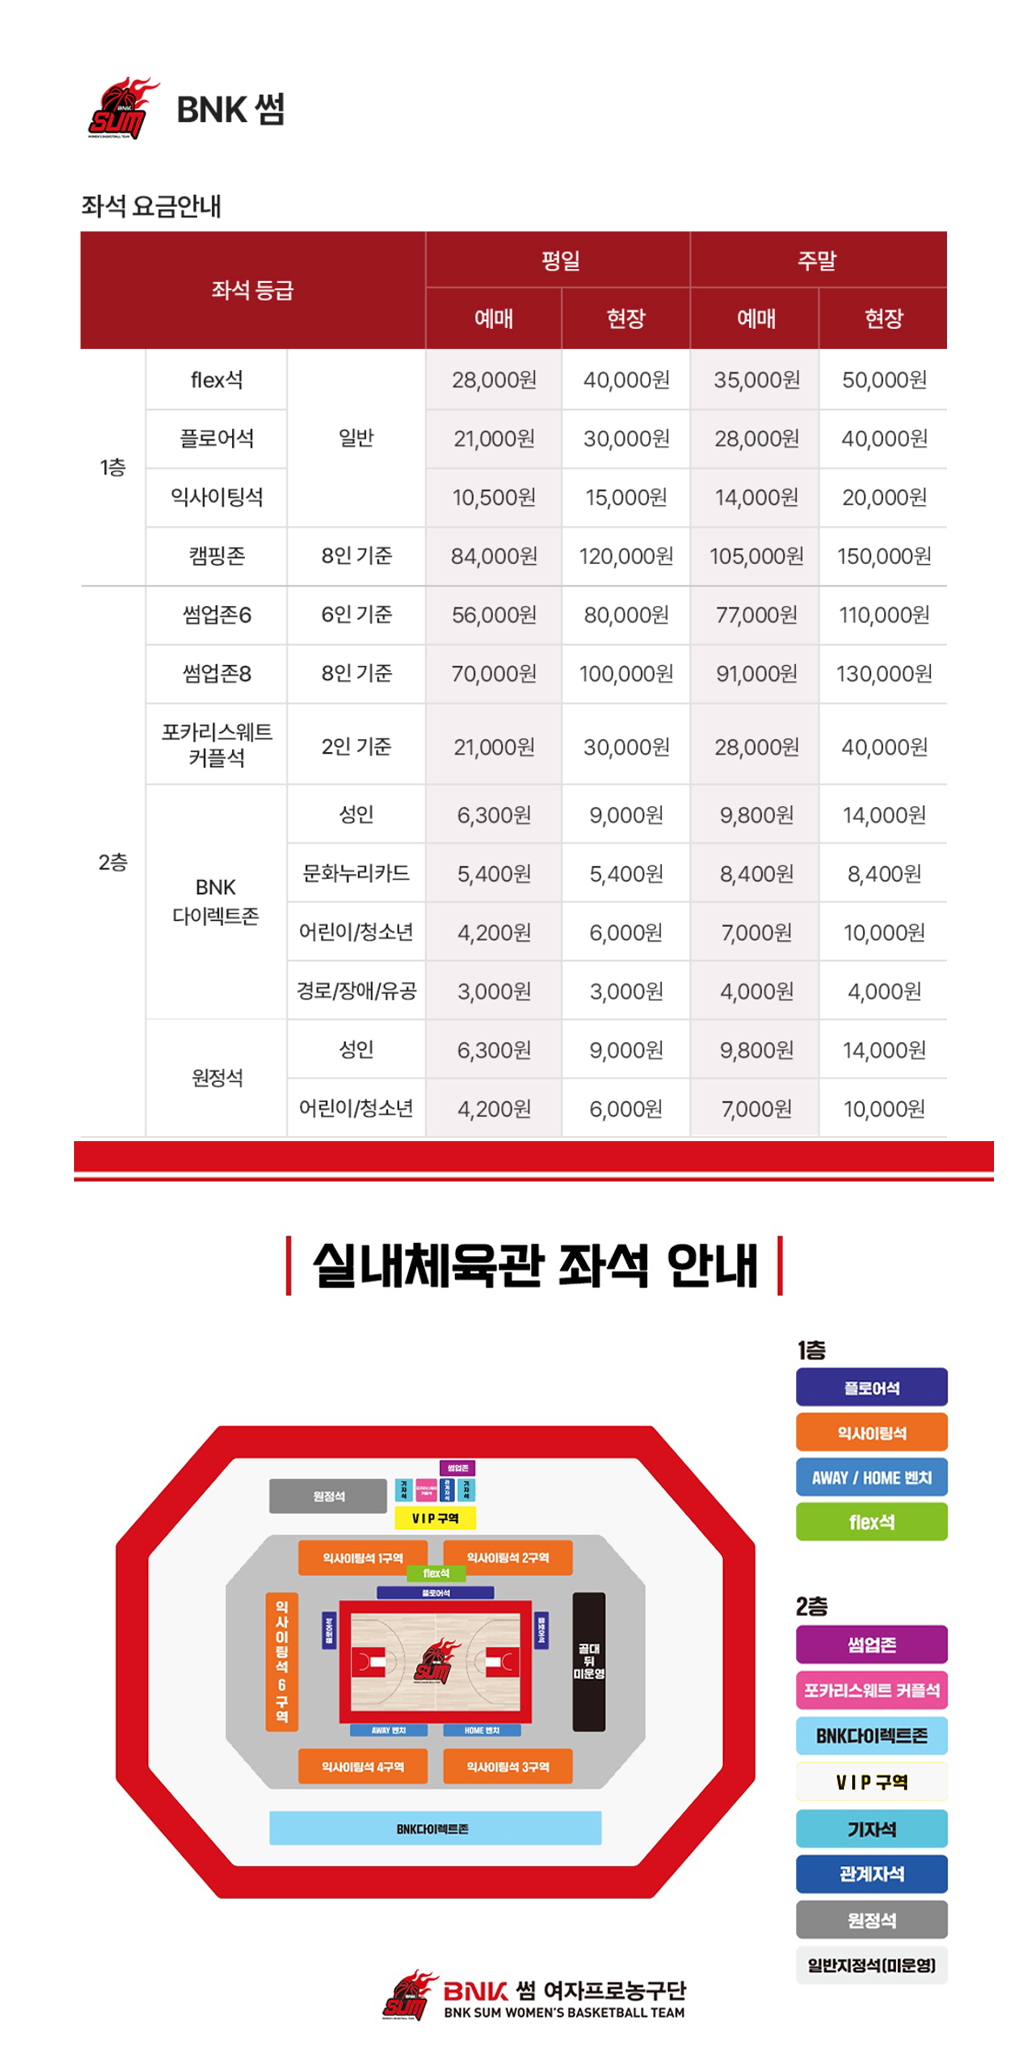 BNK 썸
좌석 요금안내
좌석 등급 평일 주말
예매 현장 예매 현장
1층
flex석 일반 28,000원 40,000원 35,000원 50,000원
플로어석 21,000원 30,000원 28,000원 40,000원
익사이팅석 10,500원 15,000원 14,000원 20,000원
캠핑존 8인 기준 84,000원 120,000원 105,000원 150,000원
2층
썸업존6 6인 기준 56,000원 80,000원 77,000원 110,000원
썸업존8 8인 기준 70,000원 100,000원 91,000원 130,000원
포카리스웨트
커플석 2인 기준 21,000원 30,000원 28,000원 40,000원
BNK
다이렉트존
성인 6,300원 9,000원 9,800원 14,000원
문화누리카드 5,400원 5,400원 8,400원 8,400원
어린이/청소년 4,200원 6,000원 7,000원 10,000원
경로/장애/유공 3,000원 3,000원 4,000원 4,000원
원정석
성인 6,300원 9,000원 9,800원 14,000원
어린이/청소년 4,200원 6,000원 7,000원 10,000원
실내체육관 좌석 안내
썸업존
원정석
기자석
관계자석
기자석
VIP 구역
익사이팅석 1구역
익사이팅석 2구역
flex석
플로어석
익사이팅석 6구역
플로어석
플로어석
골대
뒤
미운영
SUM
AWAY 벤치
HOME 벤치
익사이팅석 4구역
익사이팅석 3구역
BNK다이렉트존
1층
플로어석
익사이팅석
AWAY / HOME 벤치
flex석
2층
썸업존
포카리스웨트 커플석
BNK다이렉트존
VIP 구역
기자석
관계자석
원정석
일반지정석(미운영)
SUM
BNK 썸 여자프로농구단
BNK SUM WOMEN'S BASKETBALL TEAM